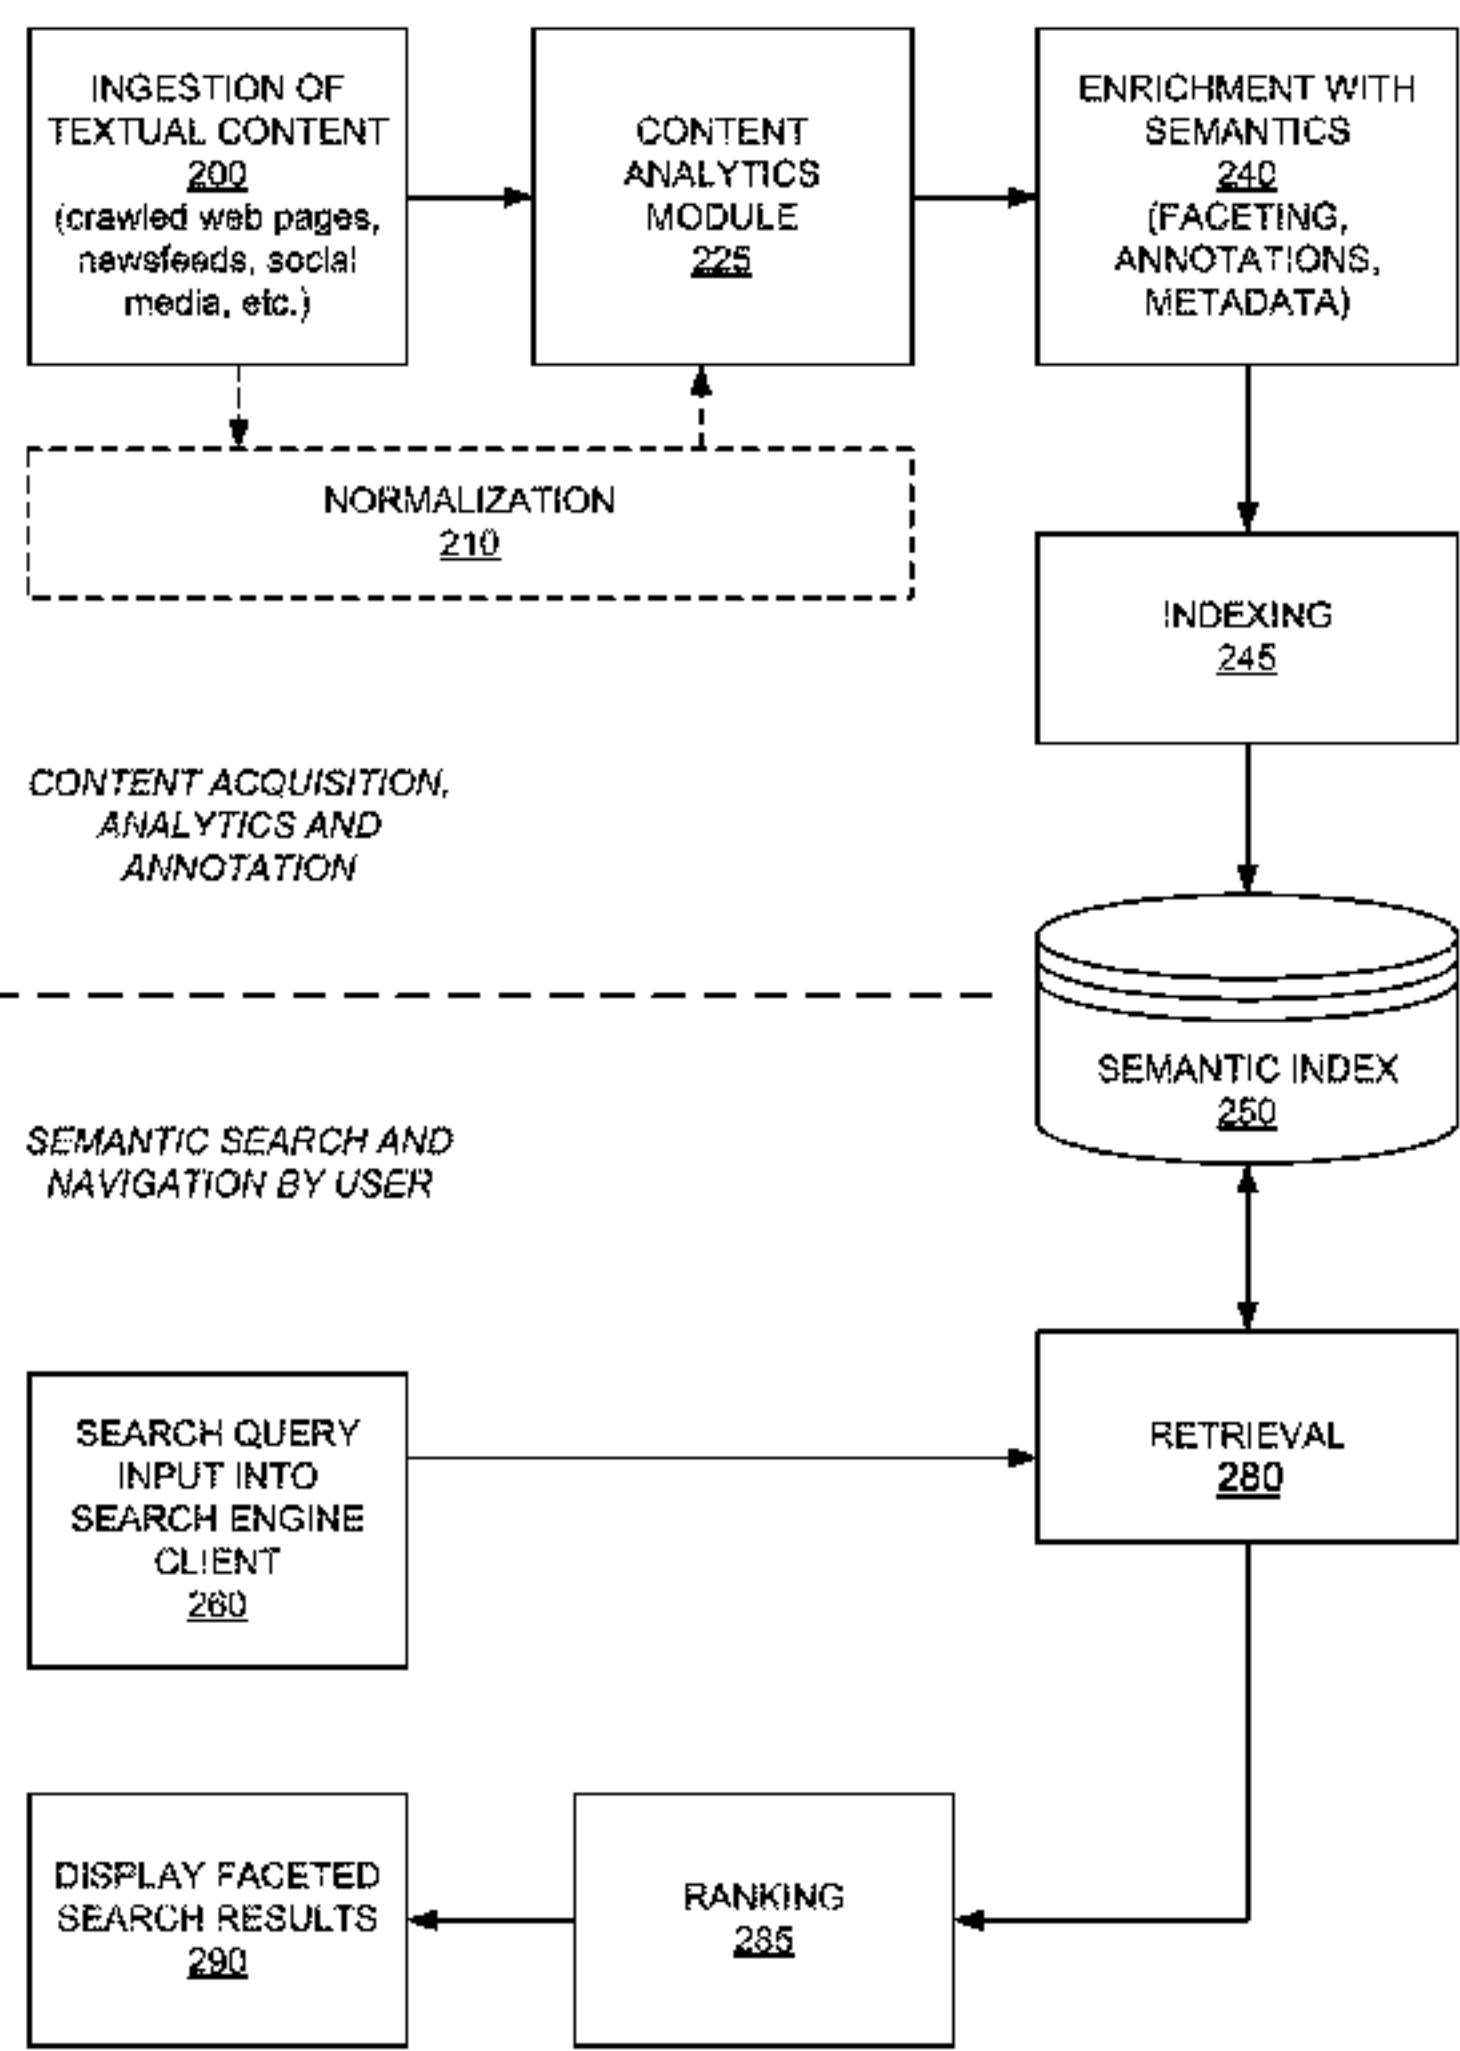 INGESTION OF
TEXTUAL CONTENT
200
(crawled web pages,
newsfeeds, social
media, etc.)
CONTENT
ANALYTICS
MODULE
225
ENRICHMENT WITH
SEMANTICS
240
(FACETING,
ANNOTATIONS,
METADATA)
NORMALIZATION
210
INDEXING
245
CONTENT ACQUISITION,
ANALYTICS AND
ANNOTATION
SEMANTIC INDEX
250
SEMANTIC SEARCH AND
NAVIGATION BY USER
SEARCH QUERY
INPUT INTO
SEARCH ENGINE
CLIENT
260
RETRIEVAL
280
DISPLAY FACETED
SEARCH RESULTS
290
RANKING
285